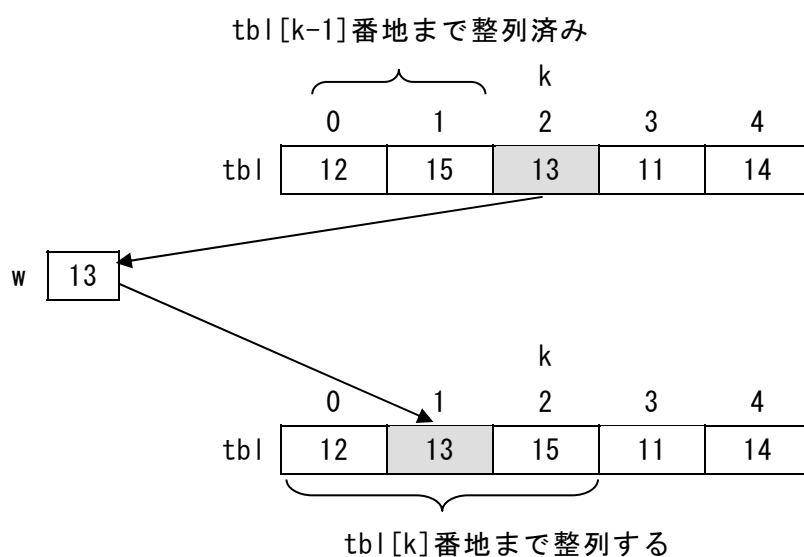 tbl[k-1]番地まで整列済み
k
0 1 2 3 4
tbl 12 15 13 11 14
w 13
k
0 1 2 3 4
tbl 12 13 15 11 14
tbl[k]番地まで整列する